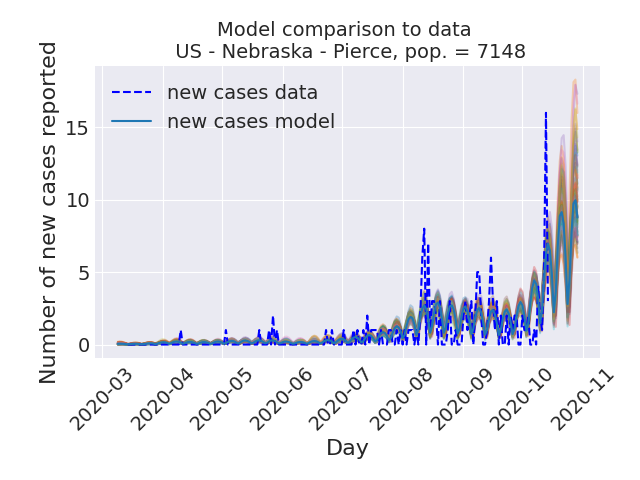 Model comparison to data
US - Nebraska - Pierce, pop. = 7148
Number of new cases reported
new cases data
new cases model
15
10
5
0
2020-03
2020-04
2020-05
2020-06
2020-07
2020-08
2020-09
2020-10
2020-11
Day